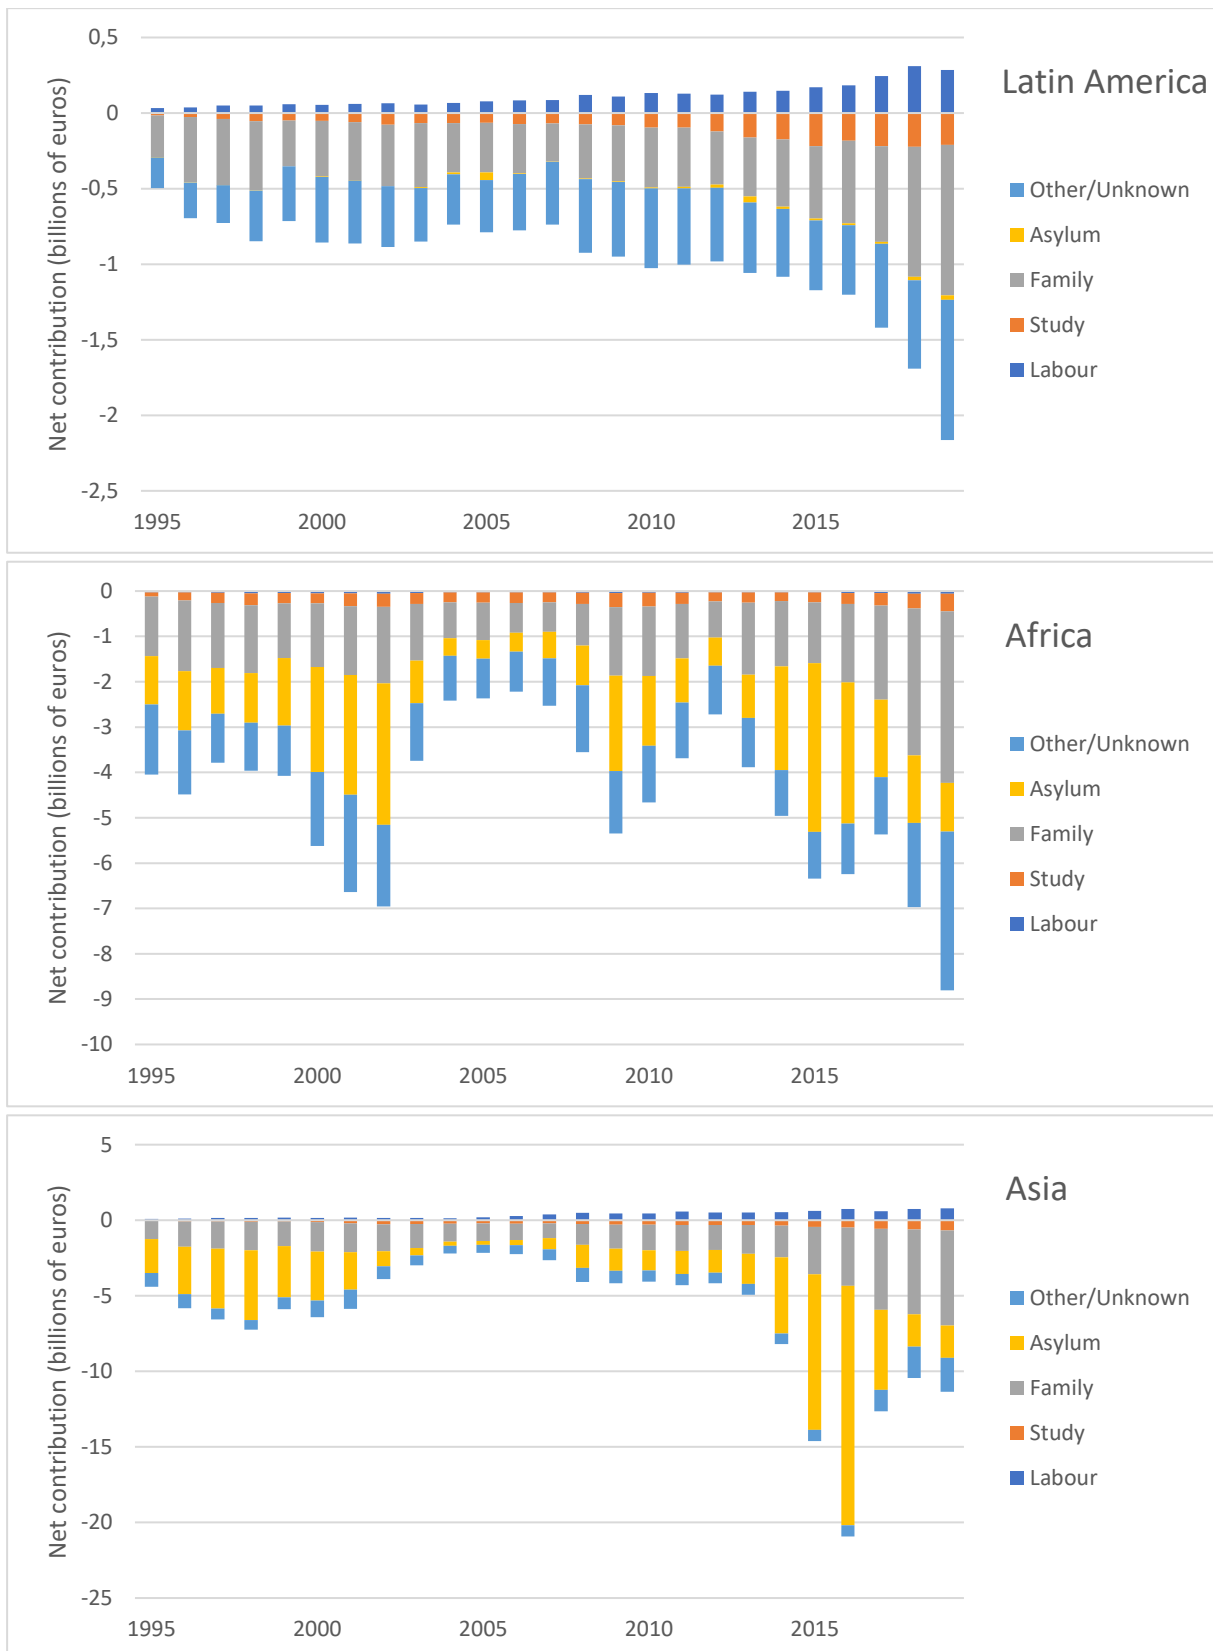 Latin America
Net contribution (billions of euros)
0,5
0
-0,5
-1
-1,5
-2
-2,5
1995 2000 2005 2010 2015
Other/Unknown
Asylum
Family
Study
Labour
Africa
Net contribution (billions of euros)
0
-1
-2
-3
-4
-5
-6
-7
-8
-9
-10
1995 2000 2005 2010 2015
Other/Unknown
Asylum
Family
Study
Labour
Asia
Net contribution (billions of euros)
5
0
-5
-10
-15
-20
-25
1995 2000 2005 2010 2015
Other/Unknown
Asylum
Family
Study
Labour